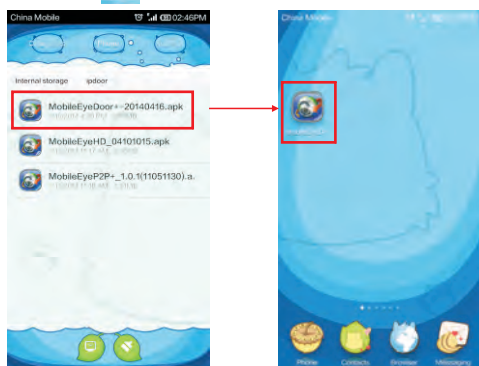 China Mobile
02:46PM
Internal storage ipdoor
MobileEyeDoor+-20140416.apk
MobileEyeHD_04101015.apk
MobileEyeP2P+_1.0.1(11051130).a.
China Mobile
Phone
Contacts
Browser
Messaging